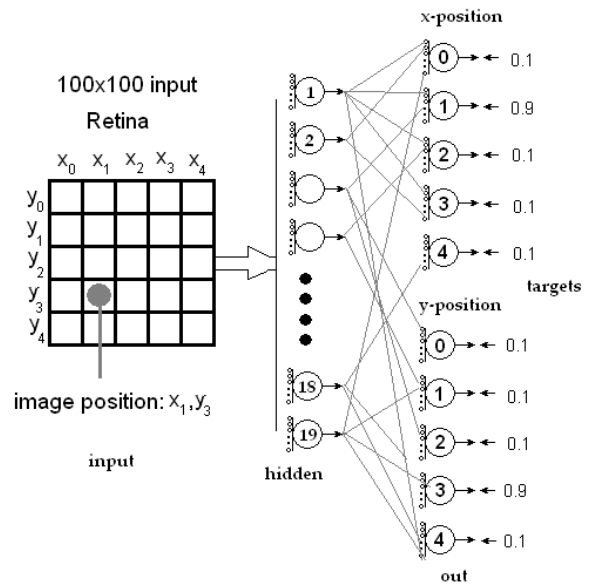 100x100 input
Retina
x0 x1 x2 x3 x4
y0
y1
y2
y3
y4
image position: x1,y3
input
1
2
18
19
hidden
x-position
0 0.1
1 0.9
2 0.1
3 0.1
4 0.1
targets
y-position
0 0.1
1 0.1
2 0.1
3 0.9
4 0.1
out